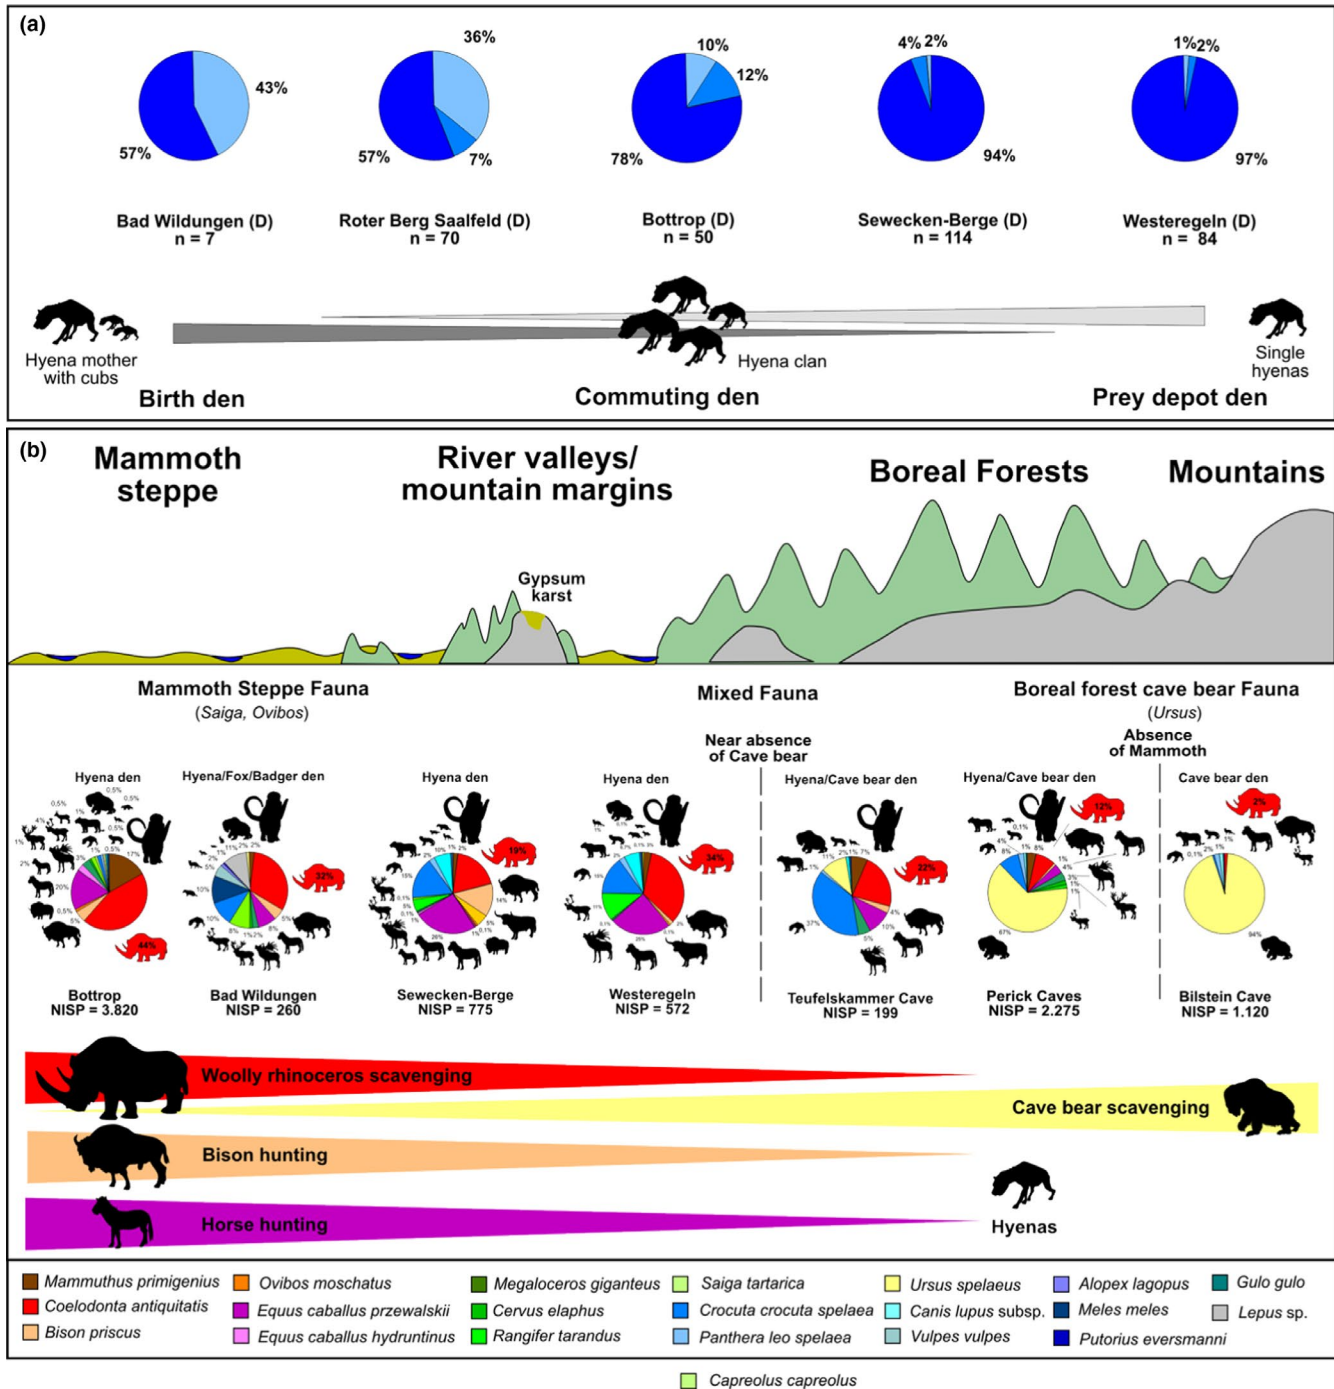 (a)
36%
43%
57%
57%
7%
10%
12%
78%
4% 2%
94%
1% 2%
97%
Bad Wildungen (D)
n = 7
Roter Berg Saalfeld (D)
n = 70
Bottrop (D)
n = 50
Sewecken-Berge (D)
n = 114
Westeregeln (D)
n = 84
Hyena mother
with cubs
Hyena clan
Single
hyenas
Birth den
Commuting den
Prey depot den
(b)
Mammoth
steppe
River valleys/
mountain margins
Boreal Forests
Mountains
Gypsum
karst
Mammoth Steppe Fauna
(Saiga, Ovibos)
Mixed Fauna
Boreal forest cave bear Fauna
(Ursus)
Near absence
of Cave bear
Absence
of Mammoth
Hyena den
Hyena/Fox/Badger den
Hyena den
Hyena den
Hyena/Cave bear den
Hyena/Cave bear den
Cave bear den
17%
44%
20%
32%
19%
14%
34%
22%
37%
12%
67%
2%
94%
Bottrop
NISP = 3.820
Bad Wildungen
NISP = 260
Sewecken-Berge
NISP = 775
Westeregeln
NISP = 572
Teufelskammer Cave
NISP = 199
Perick Caves
NISP = 2.275
Bilstein Cave
NISP = 1.120
Woolly rhinoceros scavenging
Cave bear scavenging
Bison hunting
Horse hunting
Hyenas
Mammuthus primigenius
Coelodonta antiquitatis
Bison priscus
Ovibos moschatus
Equus caballus przewalskii
Equus caballus hydruntinus
Megaloceros giganteus
Cervus elaphus
Rangifer tarandus
Saiga tartarica
Crocuta crocuta spelaea
Panthera leo spelaea
Ursus spelaeus
Canis lupus subsp.
Vulpes vulpes
Alopex lagopus
Meles meles
Putorius eversmanni
Gulo gulo
Lepus sp.
Capreolus capreolus